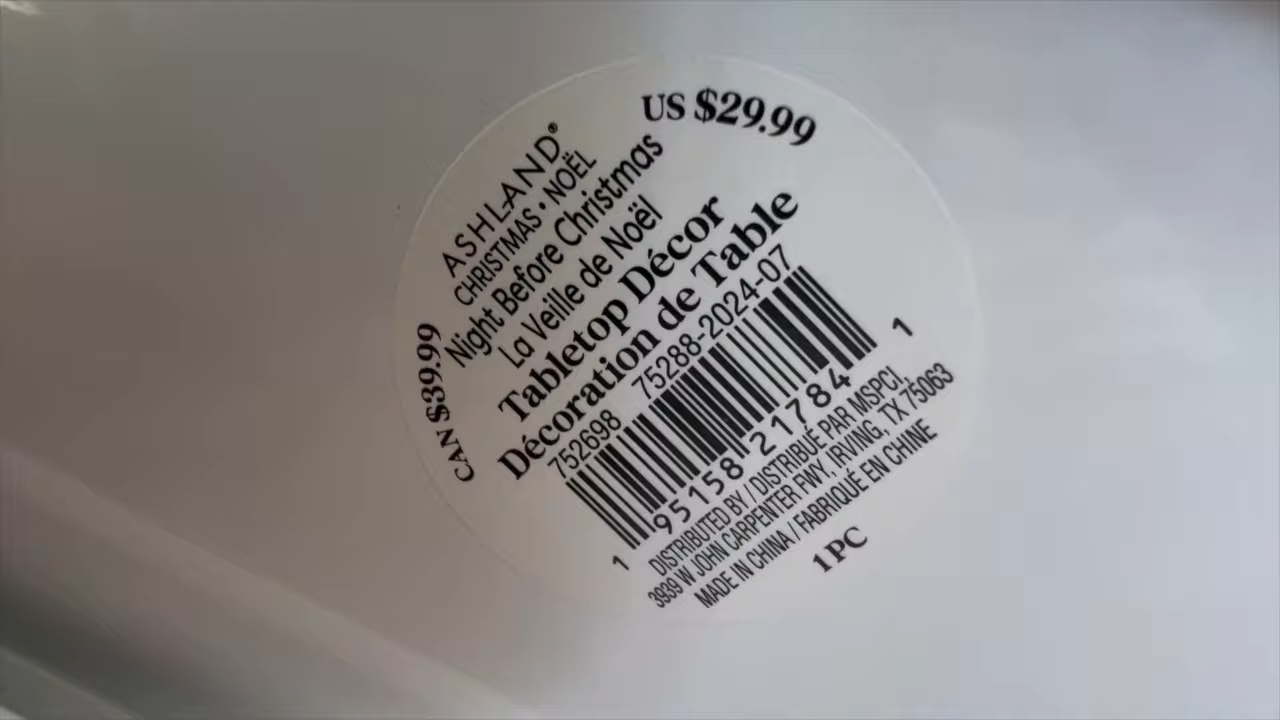 US $29.99
ASHLAND®
CHRISTMAS • NOËL
Night Before Christmas
La Veille de Noël
CAN $39.99
Tabletop Décor
Décoration de Table
752698 75288-2024-07
1 95158 21784 1
DISTRIBUTED BY / DISTRIBUÉ PAR MSPCI,
3939 W JOHN CARPENTER FWY, IRVING, TX 75063
MADE IN CHINA / FABRIQUÉ EN CHINE
1 PC